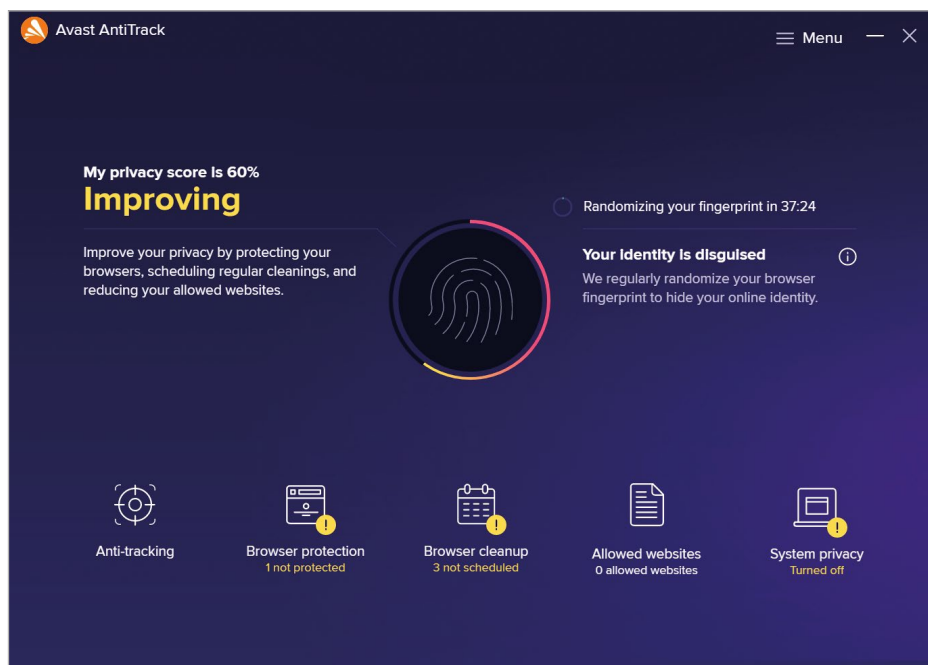 Avast AntiTrack
Menu
My privacy score is 60%
Improving
Improve your privacy by protecting your
browsers, scheduling regular cleanings, and
reducing your allowed websites.
Randomizing your fingerprint in 37:24
Your identity is disguised
We regularly randomize your browser
fingerprint to hide your online identity.
Anti-tracking
Browser protection
1 not protected
Browser cleanup
3 not scheduled
Allowed websites
0 allowed websites
System privacy
Turned off